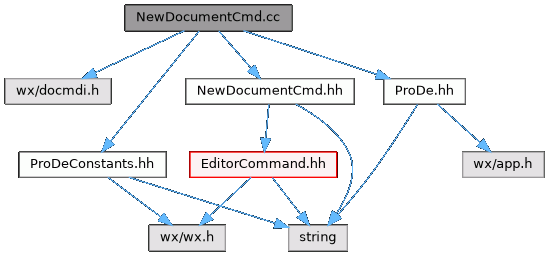 NewDocumentCmd.cc
wx/docmdi.h
NewDocumentCmd.hh
ProDe.hh
ProDeConstants.hh
EditorCommand.hh
wx/app.h
wx/wx.h
string